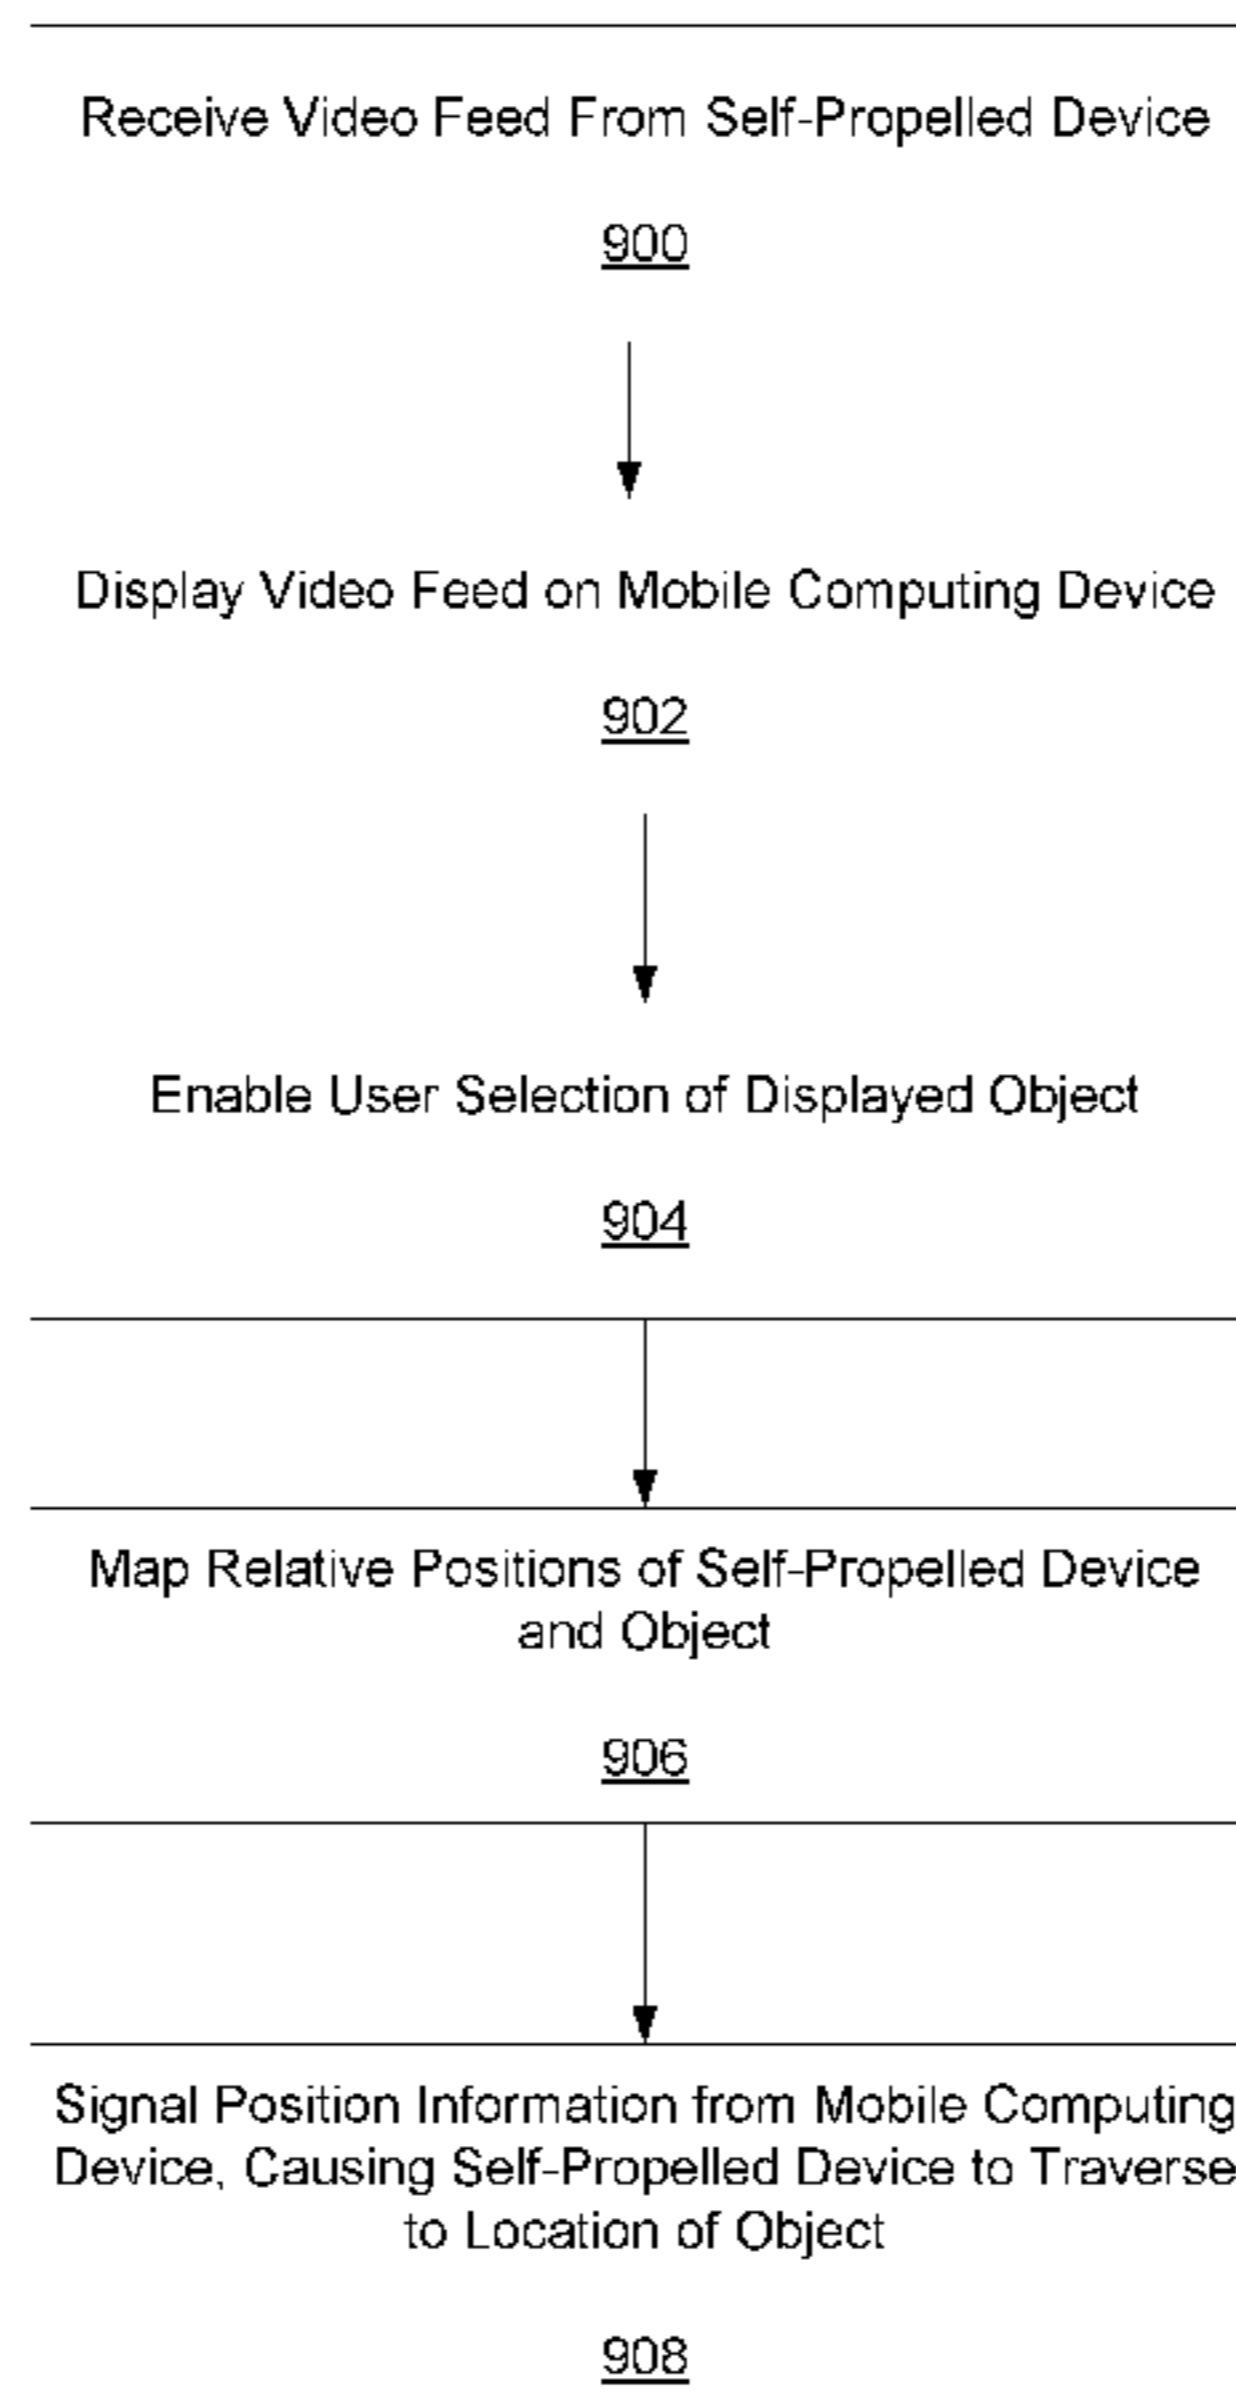 Receive Video Feed From Self-Propelled Device
900
Display Video Feed on Mobile Computing Device
902
Enable User Selection of Displayed Object
904
Map Relative Positions of Self-Propelled Device
and Object
906
Signal Position Information from Mobile Computing
Device, Causing Self-Propelled Device to Traverse
to Location of Object
908